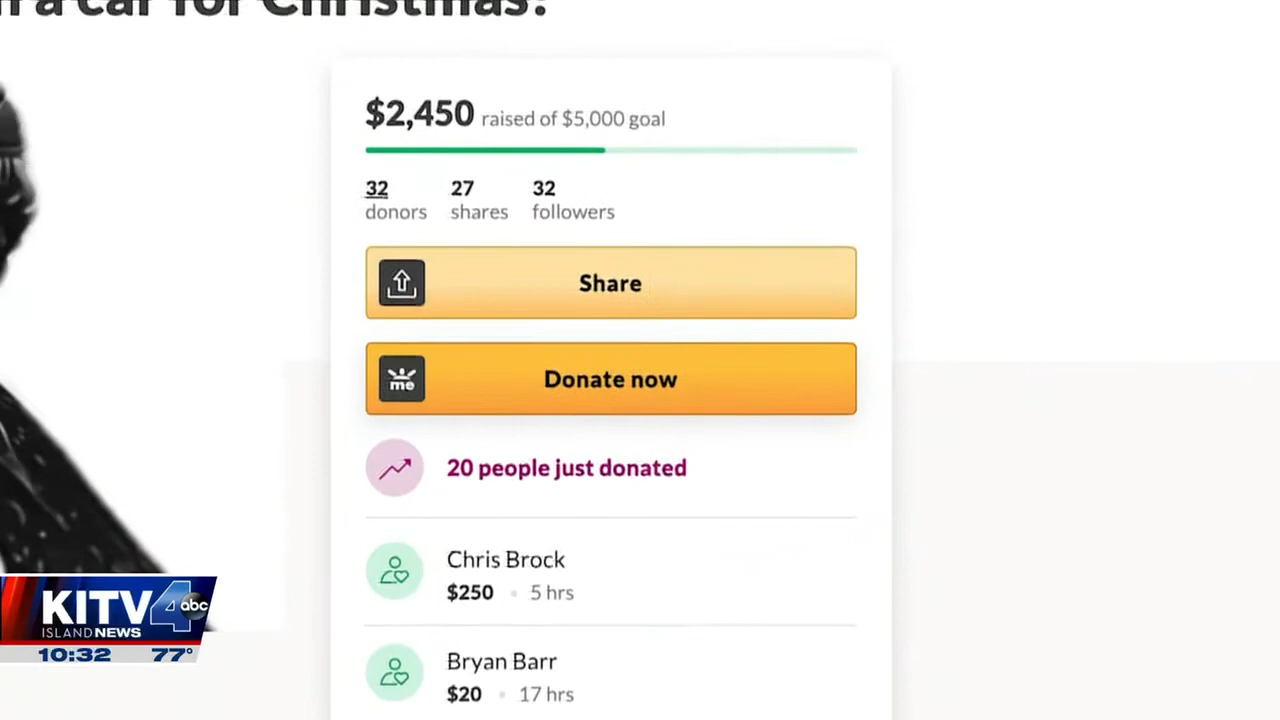 a car for Christmas?
$2,450 raised of $5,000 goal
32 27 32
donors shares followers
Share
me Donate now
20 people just donated
Chris Brock
$250 • 5 hrs
Bryan Barr
$20 • 17 hrs
KITV 4 abc
ISLAND NEWS
10:32 77°